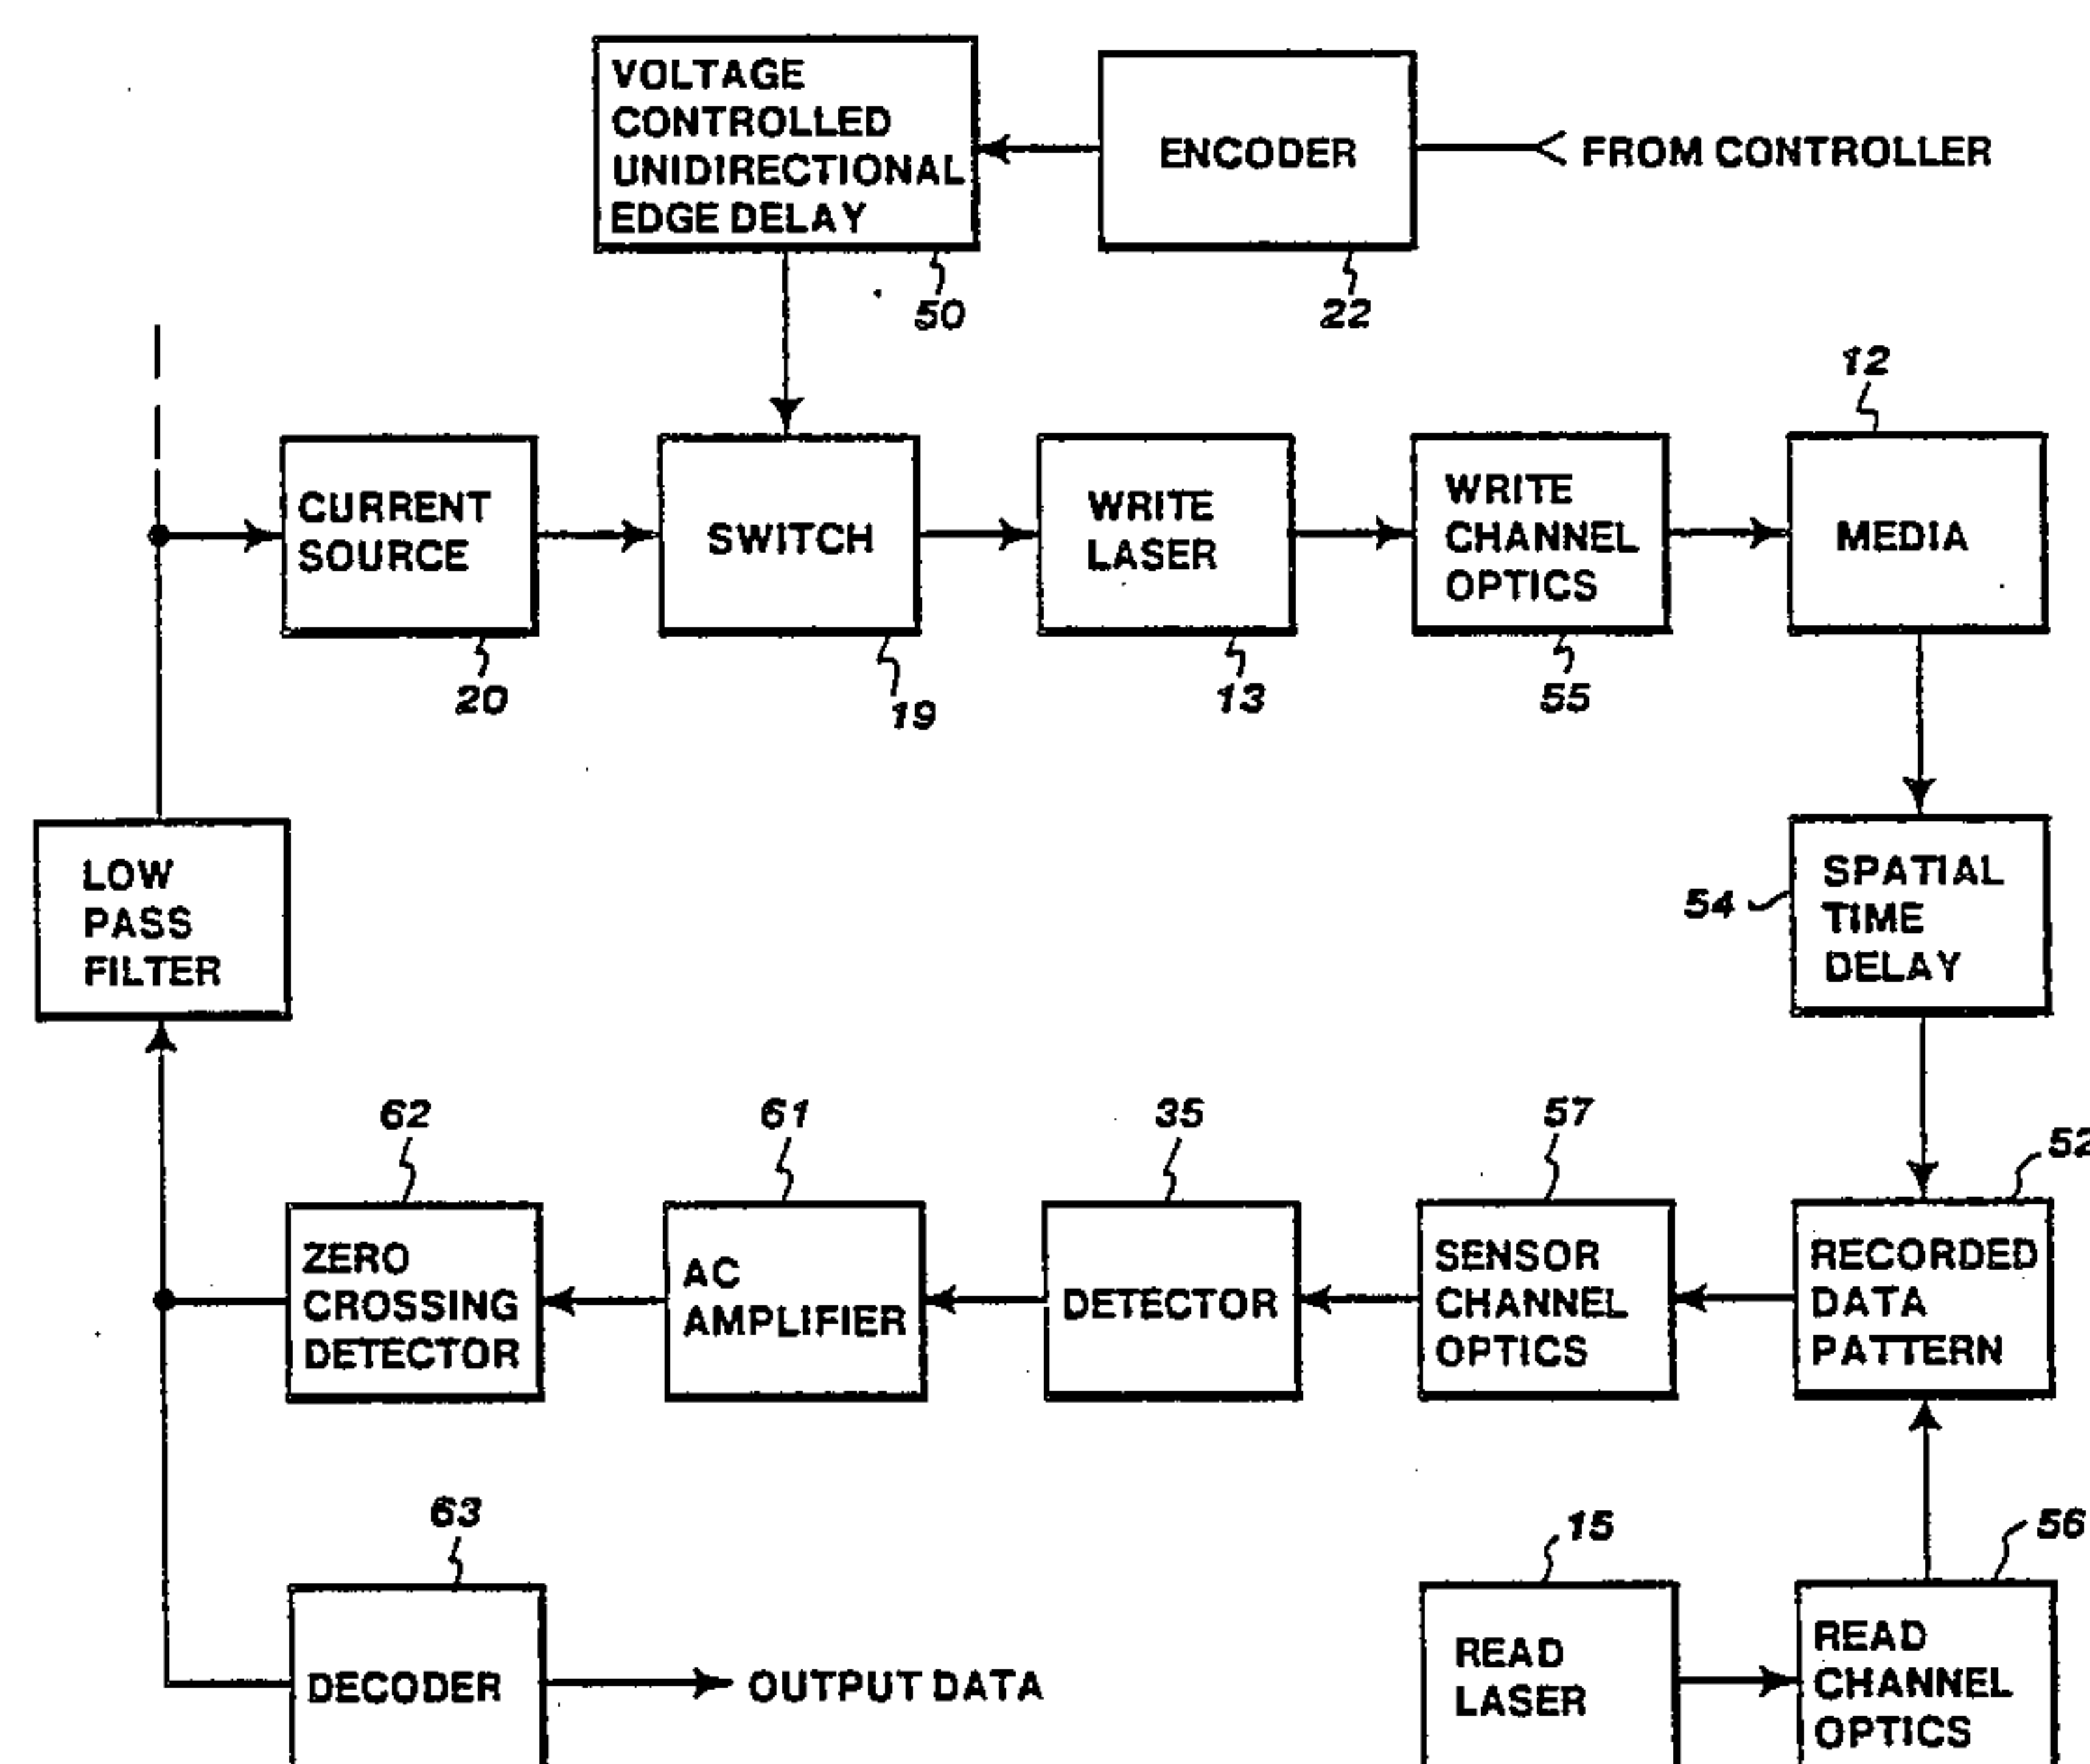 VOLTAGE
CONTROLLED
UNIDIRECTIONAL
EDGE DELAY
50
ENCODER
22
FROM CONTROLLER
CURRENT
SOURCE
20
SWITCH
19
WRITE
LASER
13
WRITE
CHANNEL
OPTICS
55
12
MEDIA
LOW
PASS
FILTER
54
SPATIAL
TIME
DELAY
62
ZERO
CROSSING
DETECTOR
61
AC
AMPLIFIER
35
DETECTOR
57
SENSOR
CHANNEL
OPTICS
52
RECORDED
DATA
PATTERN
63
DECODER
OUTPUT DATA
15
READ
LASER
56
READ
CHANNEL
OPTICS